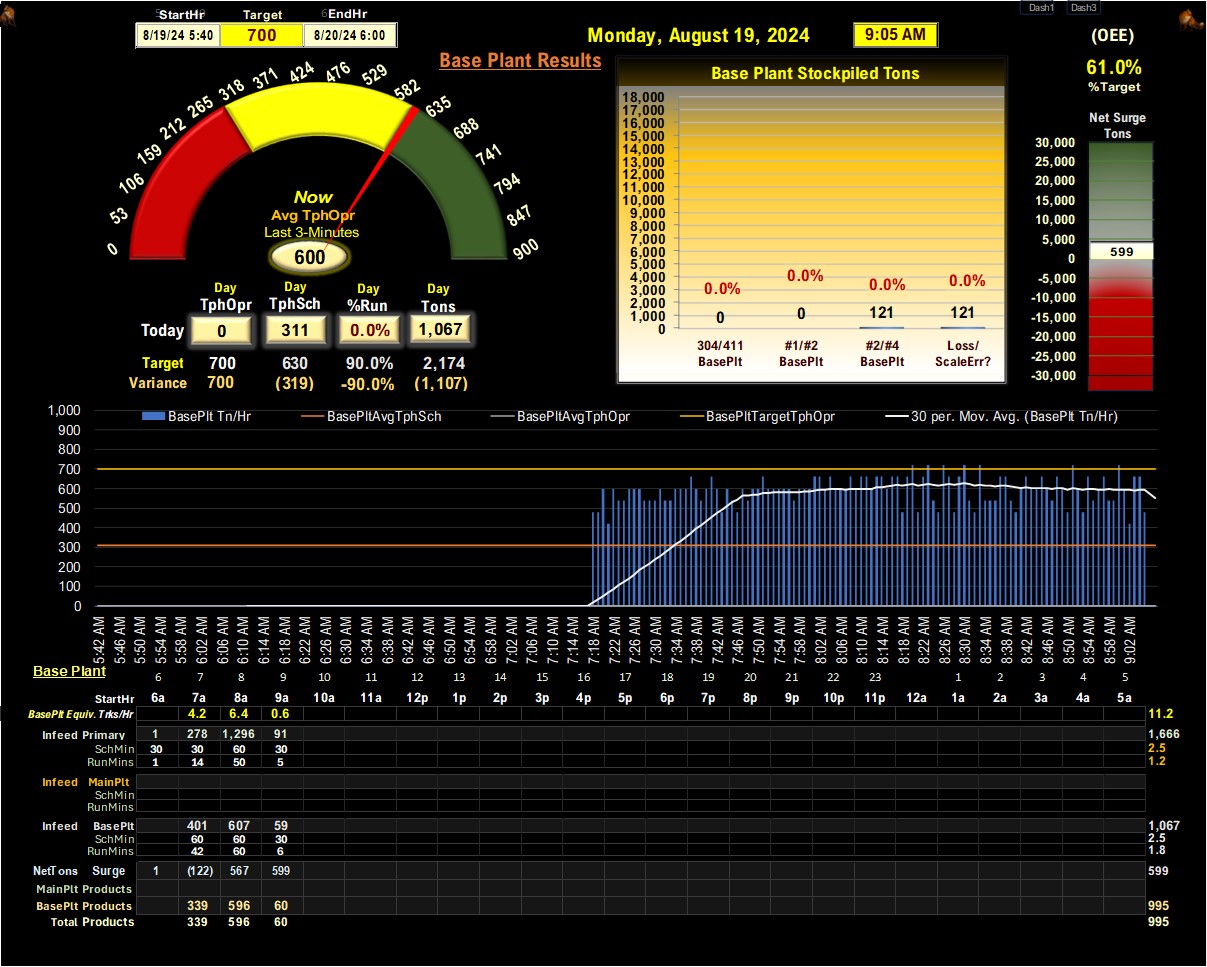 Dash1 Dash3
StartHr Target EndHr
8/19/24 5:40 700 8/20/24 6:00
Monday, August 19, 2024 9:05 AM
(OEE)
61.0%
%Target
Base Plant Results
0 53 106 159 212 265 318 371 424 476 529 582 635 688 741 794 847 900
Now
Avg TphOpr
Last 3-Minutes
600
Day Day Day Day
TphOpr TphSch %Run Tons
Today 0 311 0.0% 1,067
Target 700 630 90.0% 2,174
Variance 700 (319) -90.0% (1,107)
Base Plant Stockpiled Tons
18,000
17,000
16,000
15,000
14,000
13,000
12,000
11,000
10,000
9,000
8,000
7,000
6,000
5,000
4,000
3,000
2,000
1,000
0
0.0% 0.0% 0.0% 0.0%
0 0 121 121
304/411 #1/#2 #2/#4 Loss/
BasePlt BasePlt BasePlt ScaleErr?
Net Surge
Tons
30,000
25,000
20,000
15,000
10,000
5,000
0
-5,000
-10,000
-15,000
-20,000
-25,000
-30,000
599
BasePlt Tn/Hr BasePltAvgTphSch BasePltAvgTphOpr BasePltTargetTphOpr 30 per. Mov. Avg. (BasePlt Tn/Hr)
1,000
900
800
700
600
500
400
300
200
100
0
5:42 AM 5:46 AM 5:50 AM 5:54 AM 5:58 AM 6:02 AM 6:06 AM 6:10 AM 6:14 AM 6:18 AM 6:22 AM 6:26 AM 6:30 AM 6:34 AM 6:38 AM 6:42 AM 6:46 AM 6:50 AM 6:54 AM 6:58 AM 7:02 AM 7:06 AM 7:10 AM 7:14 AM 7:18 AM 7:22 AM 7:26 AM 7:30 AM 7:34 AM 7:38 AM 7:42 AM 7:46 AM 7:50 AM 7:54 AM 7:58 AM 8:02 AM 8:06 AM 8:10 AM 8:14 AM 8:18 AM 8:22 AM 8:26 AM 8:30 AM 8:34 AM 8:38 AM 8:42 AM 8:46 AM 8:50 AM 8:54 AM 8:58 AM 9:02 AM
Base Plant
6 7 8 9 10 11 12 13 14 15 16 17 18 19 20 21 22 23 1 2 3 4 5
StartHr 6a 7a 8a 9a 10a 11a 12p 1p 2p 3p 4p 5p 6p 7p 8p 9p 10p 11p 12a 1a 2a 3a 4a 5a
BasePlt Equiv. Trks/Hr 4.2 6.4 0.6 11.2
Infeed Primary 1 278 1,296 91 1,666
SchMin 30 30 60 30 2.5
RunMins 1 14 50 5 1.2
Infeed MainPlt
SchMin
RunMins
Infeed BasePlt 401 607 59 1,067
SchMin 60 60 30 2.5
RunMins 42 60 6 1.8
NetTons Surge 1 (122) 567 599 599
MainPlt Products
BasePlt Products 339 596 60 995
Total Products 339 596 60 995